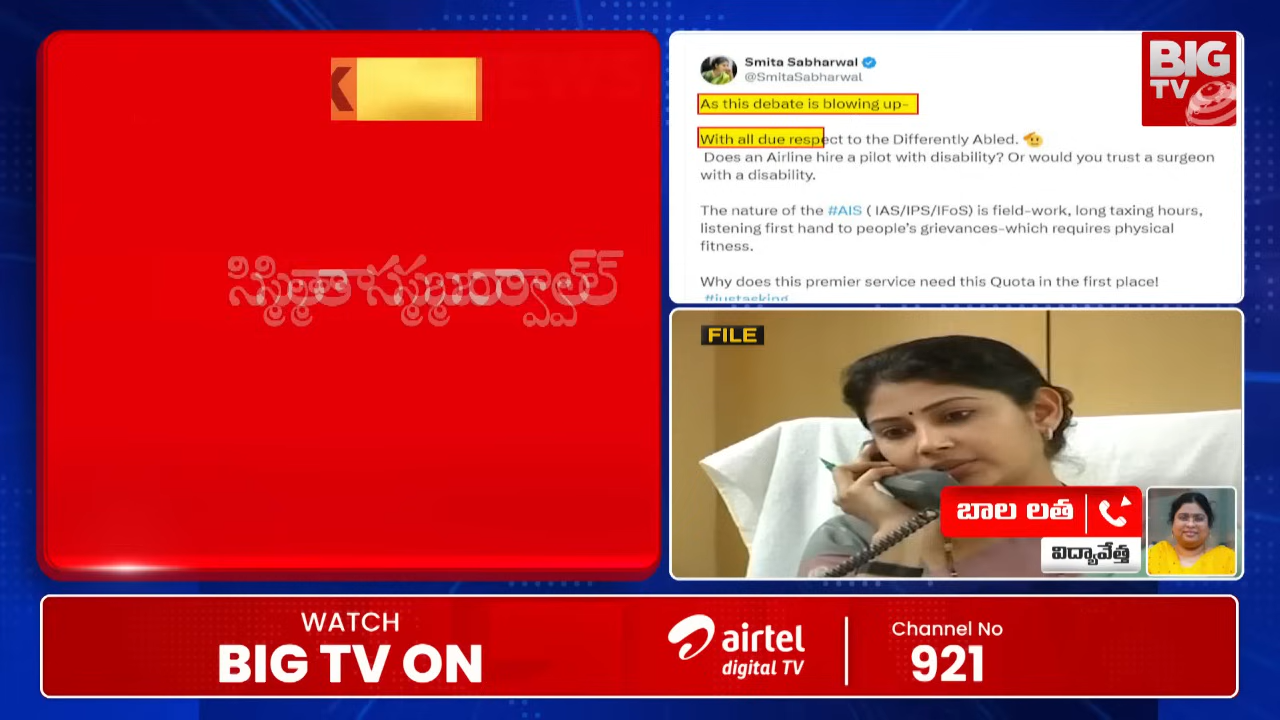 స్మితా సభర్వాల్
Smita Sabharwal
@SmitaSabharwal
As this debate is blowing up-
With all due respect to the Differently Abled.
Does an Airline hire a pilot with disability? Or would you trust a surgeon
with a disability.
The nature of the #AIS ( IAS/IPS/IFoS) is field-work, long taxing hours,
listening first hand to people's grievances-which requires physical
fitness.
Why does this premier service need this Quota in the first place!
#justasking
BIG
TV
FILE
బాల లత
విద్యావేత్త
WATCH
BIG TV ON
airtel
digital TV
Channel No
921